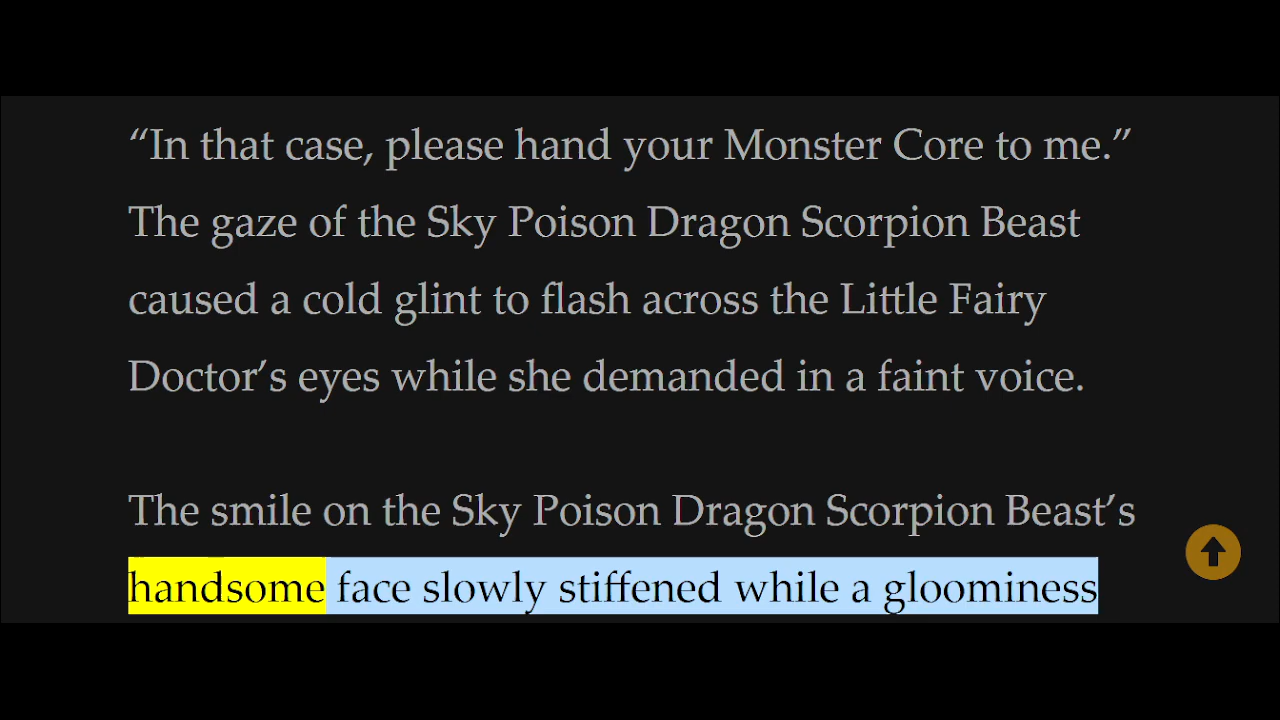 “In that case, please hand your Monster Core to me.”
The gaze of the Sky Poison Dragon Scorpion Beast
caused a cold glint to flash across the Little Fairy
Doctor’s eyes while she demanded in a faint voice.
The smile on the Sky Poison Dragon Scorpion Beast’s
handsome face slowly stiffened while a gloominess